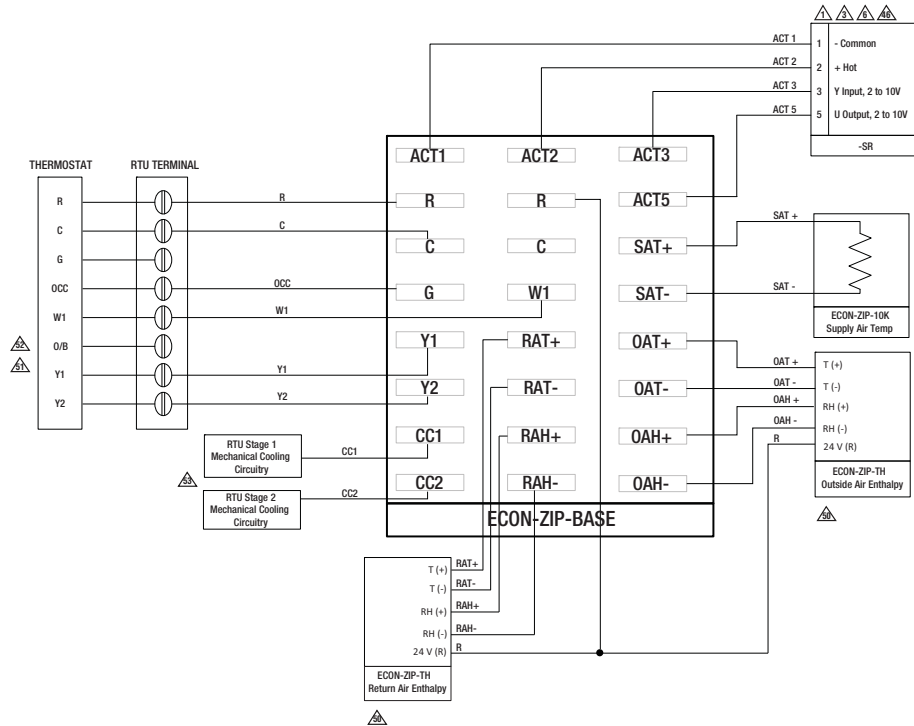 1 3 6 46
ACT 1
1 - Common
ACT 2
2 + Hot
ACT 3
3 Y Input, 2 to 10V
ACT 5
5 U Output, 2 to 10V
-SR
THERMOSTAT RTU TERMINAL
R
C
G
OCC
W1
O/B
Y1
Y2
52
51
R
C
OCC
W1
Y1
Y2
ACT1 ACT2 ACT3
R R ACT5
C C SAT+
G W1 SAT-
Y1 RAT+ OAT+
Y2 RAT- OAT-
CC1 RAH+ OAH+
CC2 RAH- OAH-
ECON-ZIP-BASE
SAT +
SAT -
ECON-ZIP-10K
Supply Air Temp
OAT +
OAT -
OAH +
OAH -
R
T (+)
T (-)
RH (+)
RH (-)
24 V (R)
ECON-ZIP-TH
Outside Air Enthalpy
50
RTU Stage 1
Mechanical Cooling
Circuitry
CC1
53
RTU Stage 2
Mechanical Cooling
Circuitry
CC2
T (+) RAT+
T (-) RAT-
RH (+) RAH+
RH (-) RAH-
24 V (R) R
ECON-ZIP-TH
Return Air Enthalpy
50